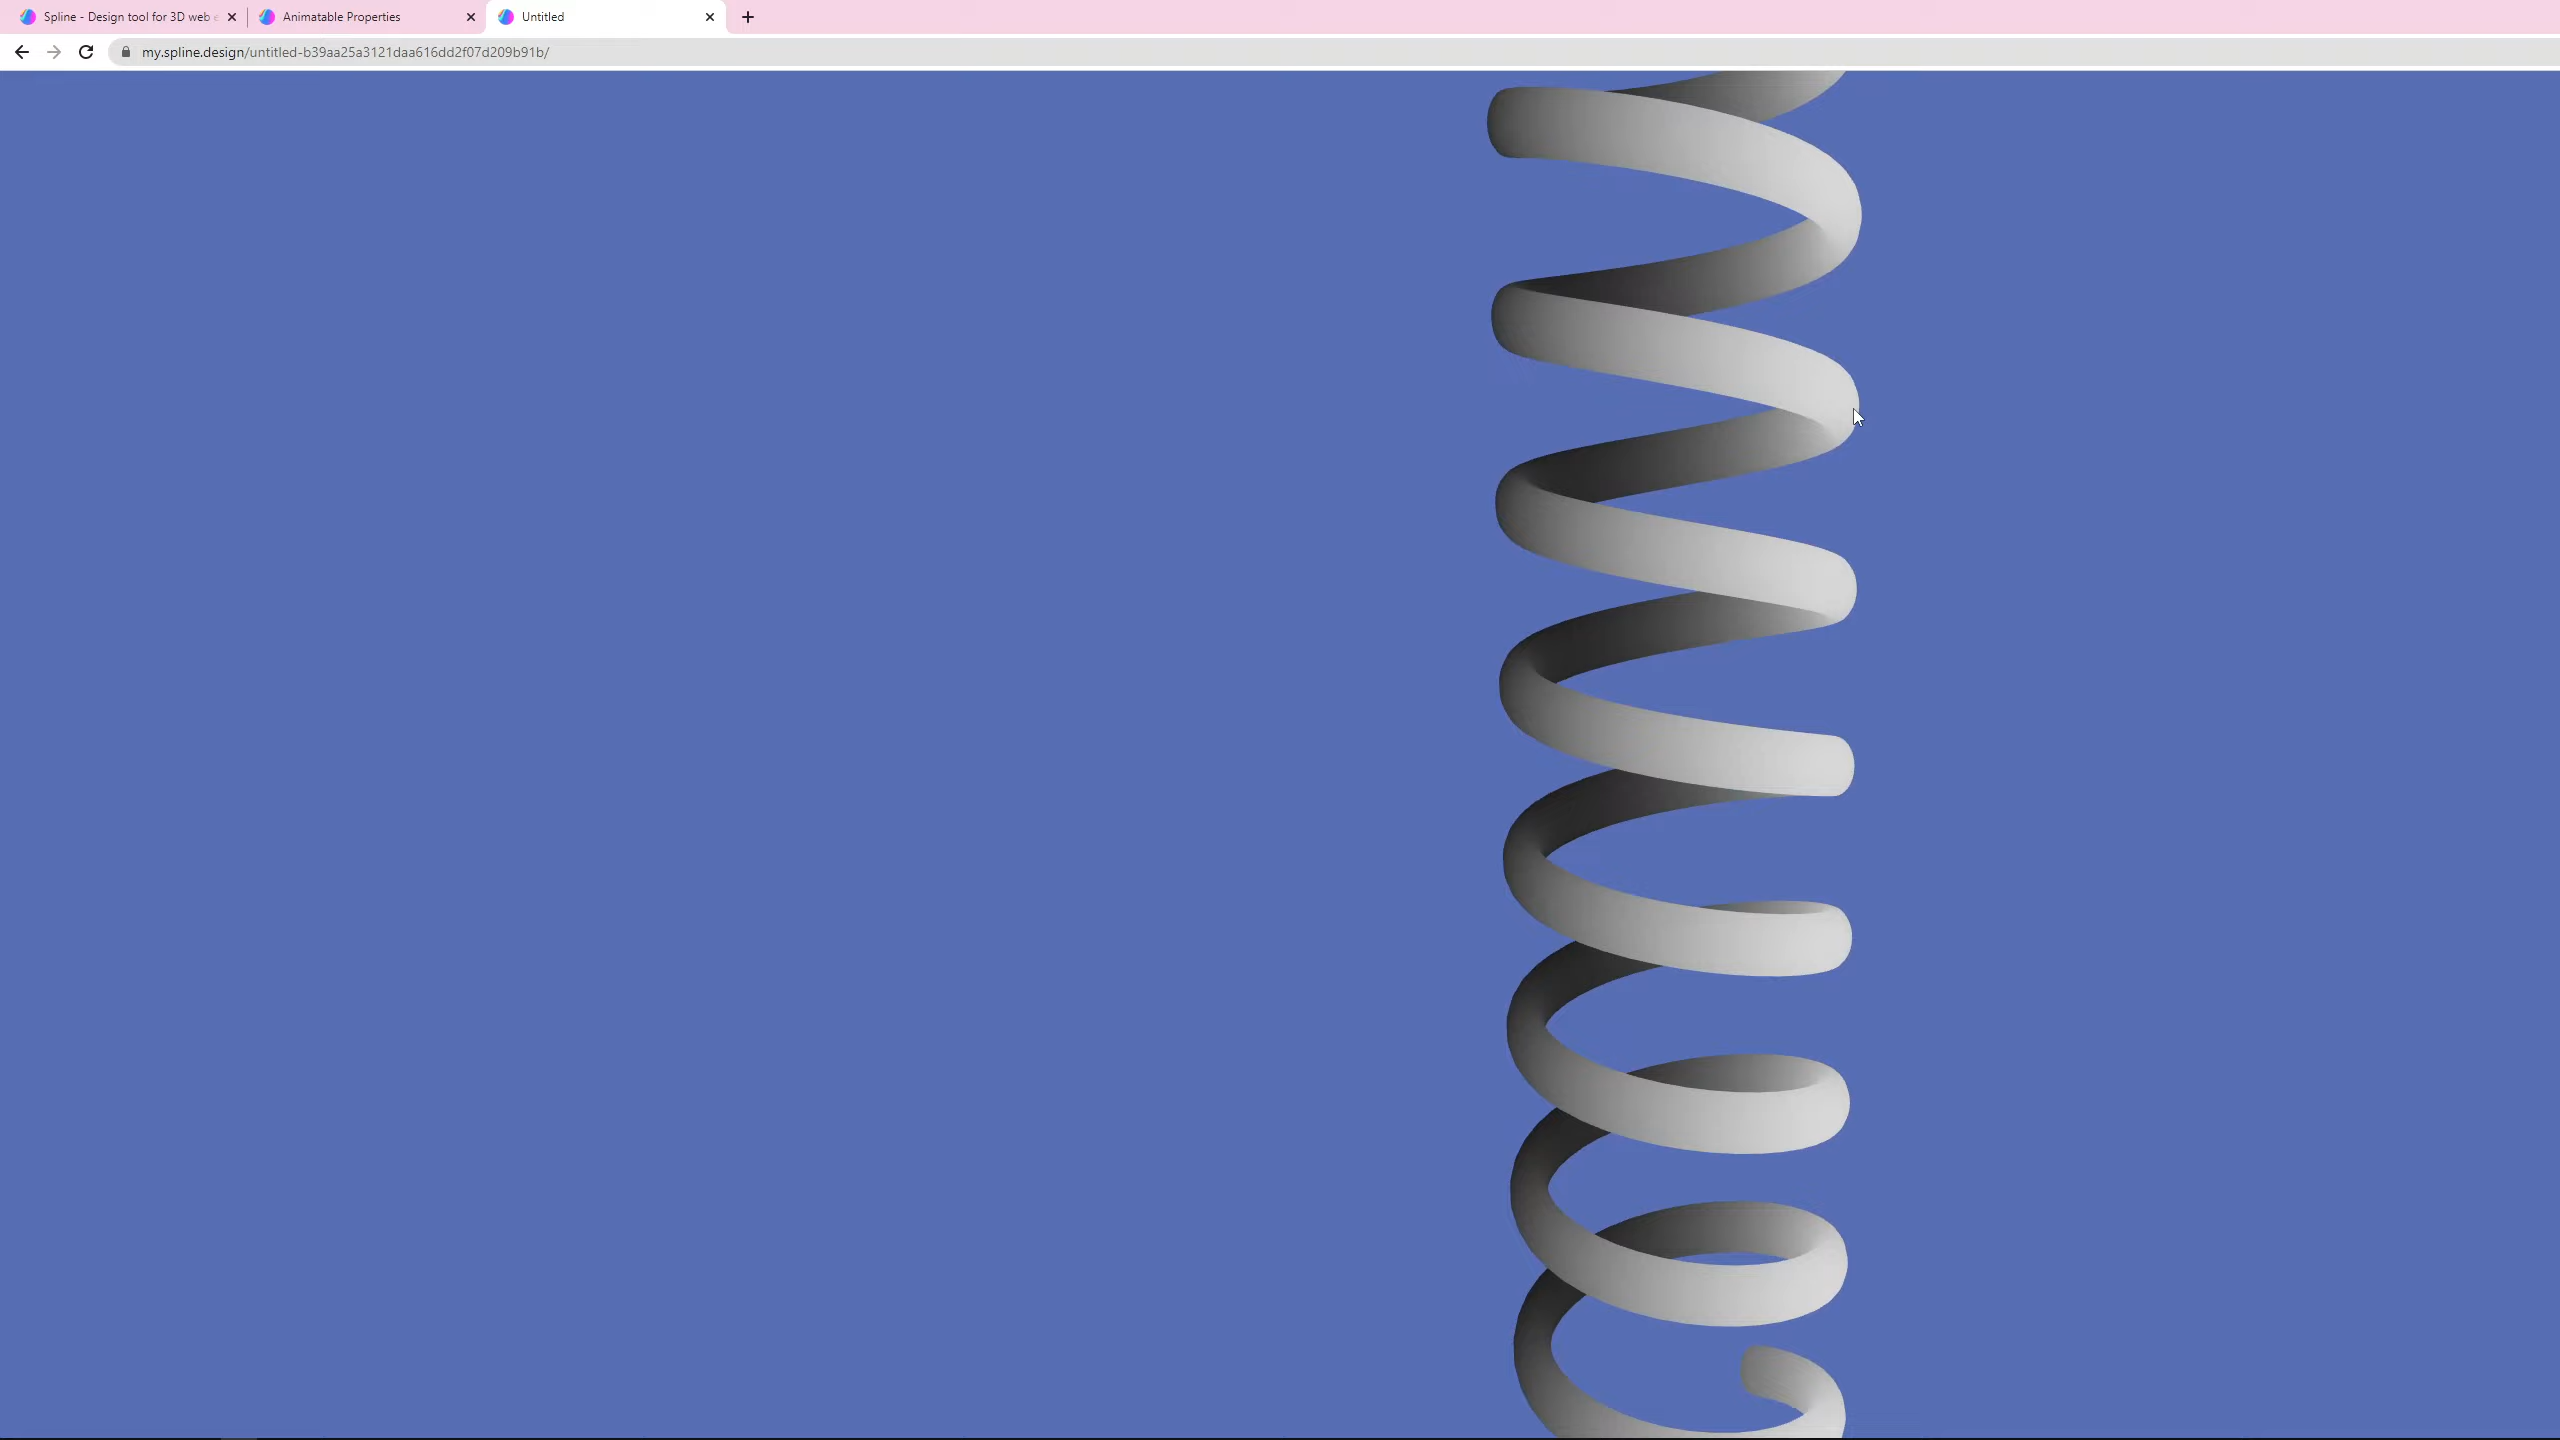 Spline - Design tool for 3D web e
Animatable Properties
Untitled
my.spline.design/untitled-b39aa25a3121daa616dd2f07d209b91b/